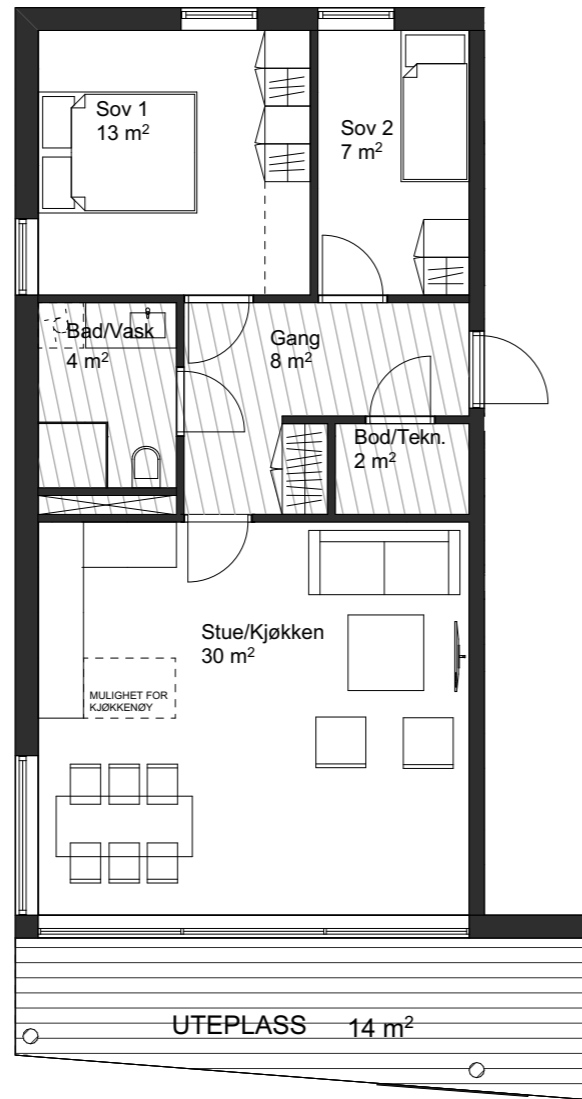 Sov 1
13 m²
Sov 2
7 m²
Bad/Vask
4 m²
Gang
8 m²
Bod/Tekn.
2 m²
Stue/Kjøkken
30 m²
MULIGHET FOR
KJØKKENØY
UTEPLASS 14 m²